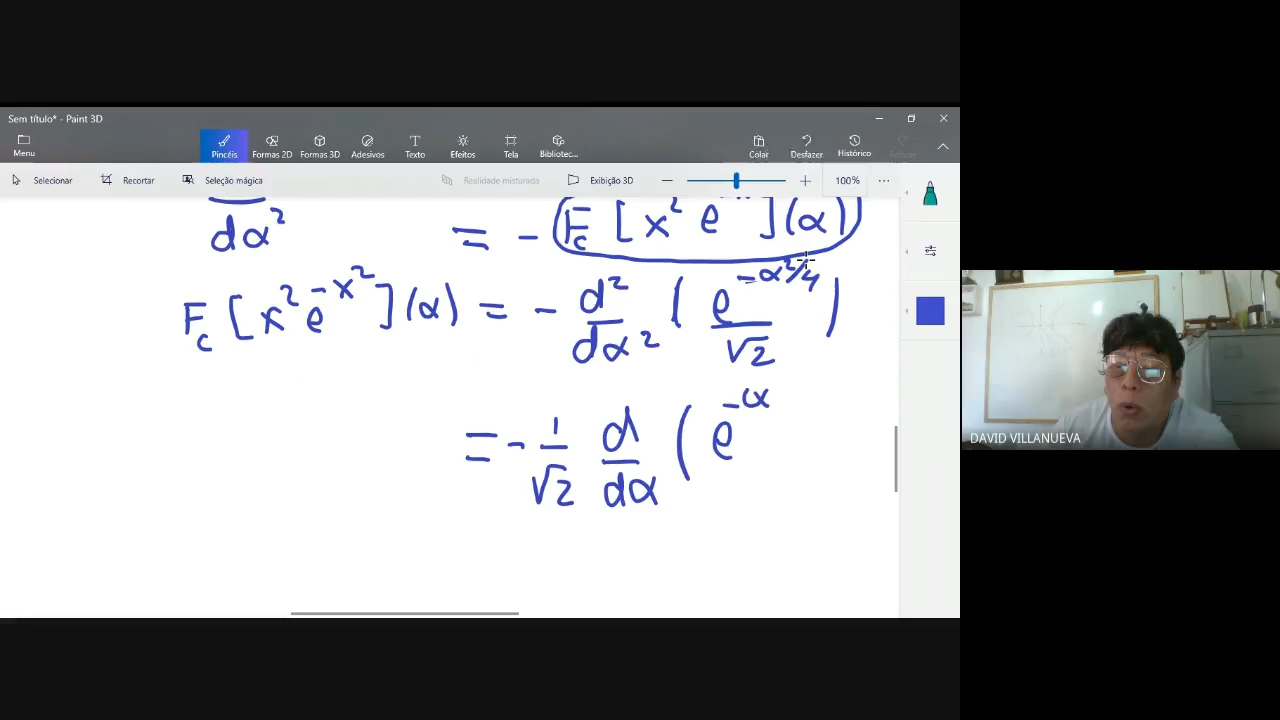 Sem título* - Paint 3D
Menu Pincéis Formas 2D Formas 3D Adesivos Texto Efeitos Tela Bibliotec... Colar Desfazer Histórico
Selecionar Recortar Seleção mágica Realidade misturada Exibição 3D 100%
dα² = - F_c [x² e ](α)
F_c [x² e^{-x²}](α) = - d²/dα² ( e^{-α²/4} / √2 )
= - 1/√2 d/dα ( e^{-α}
DAVID VILLANUEVA